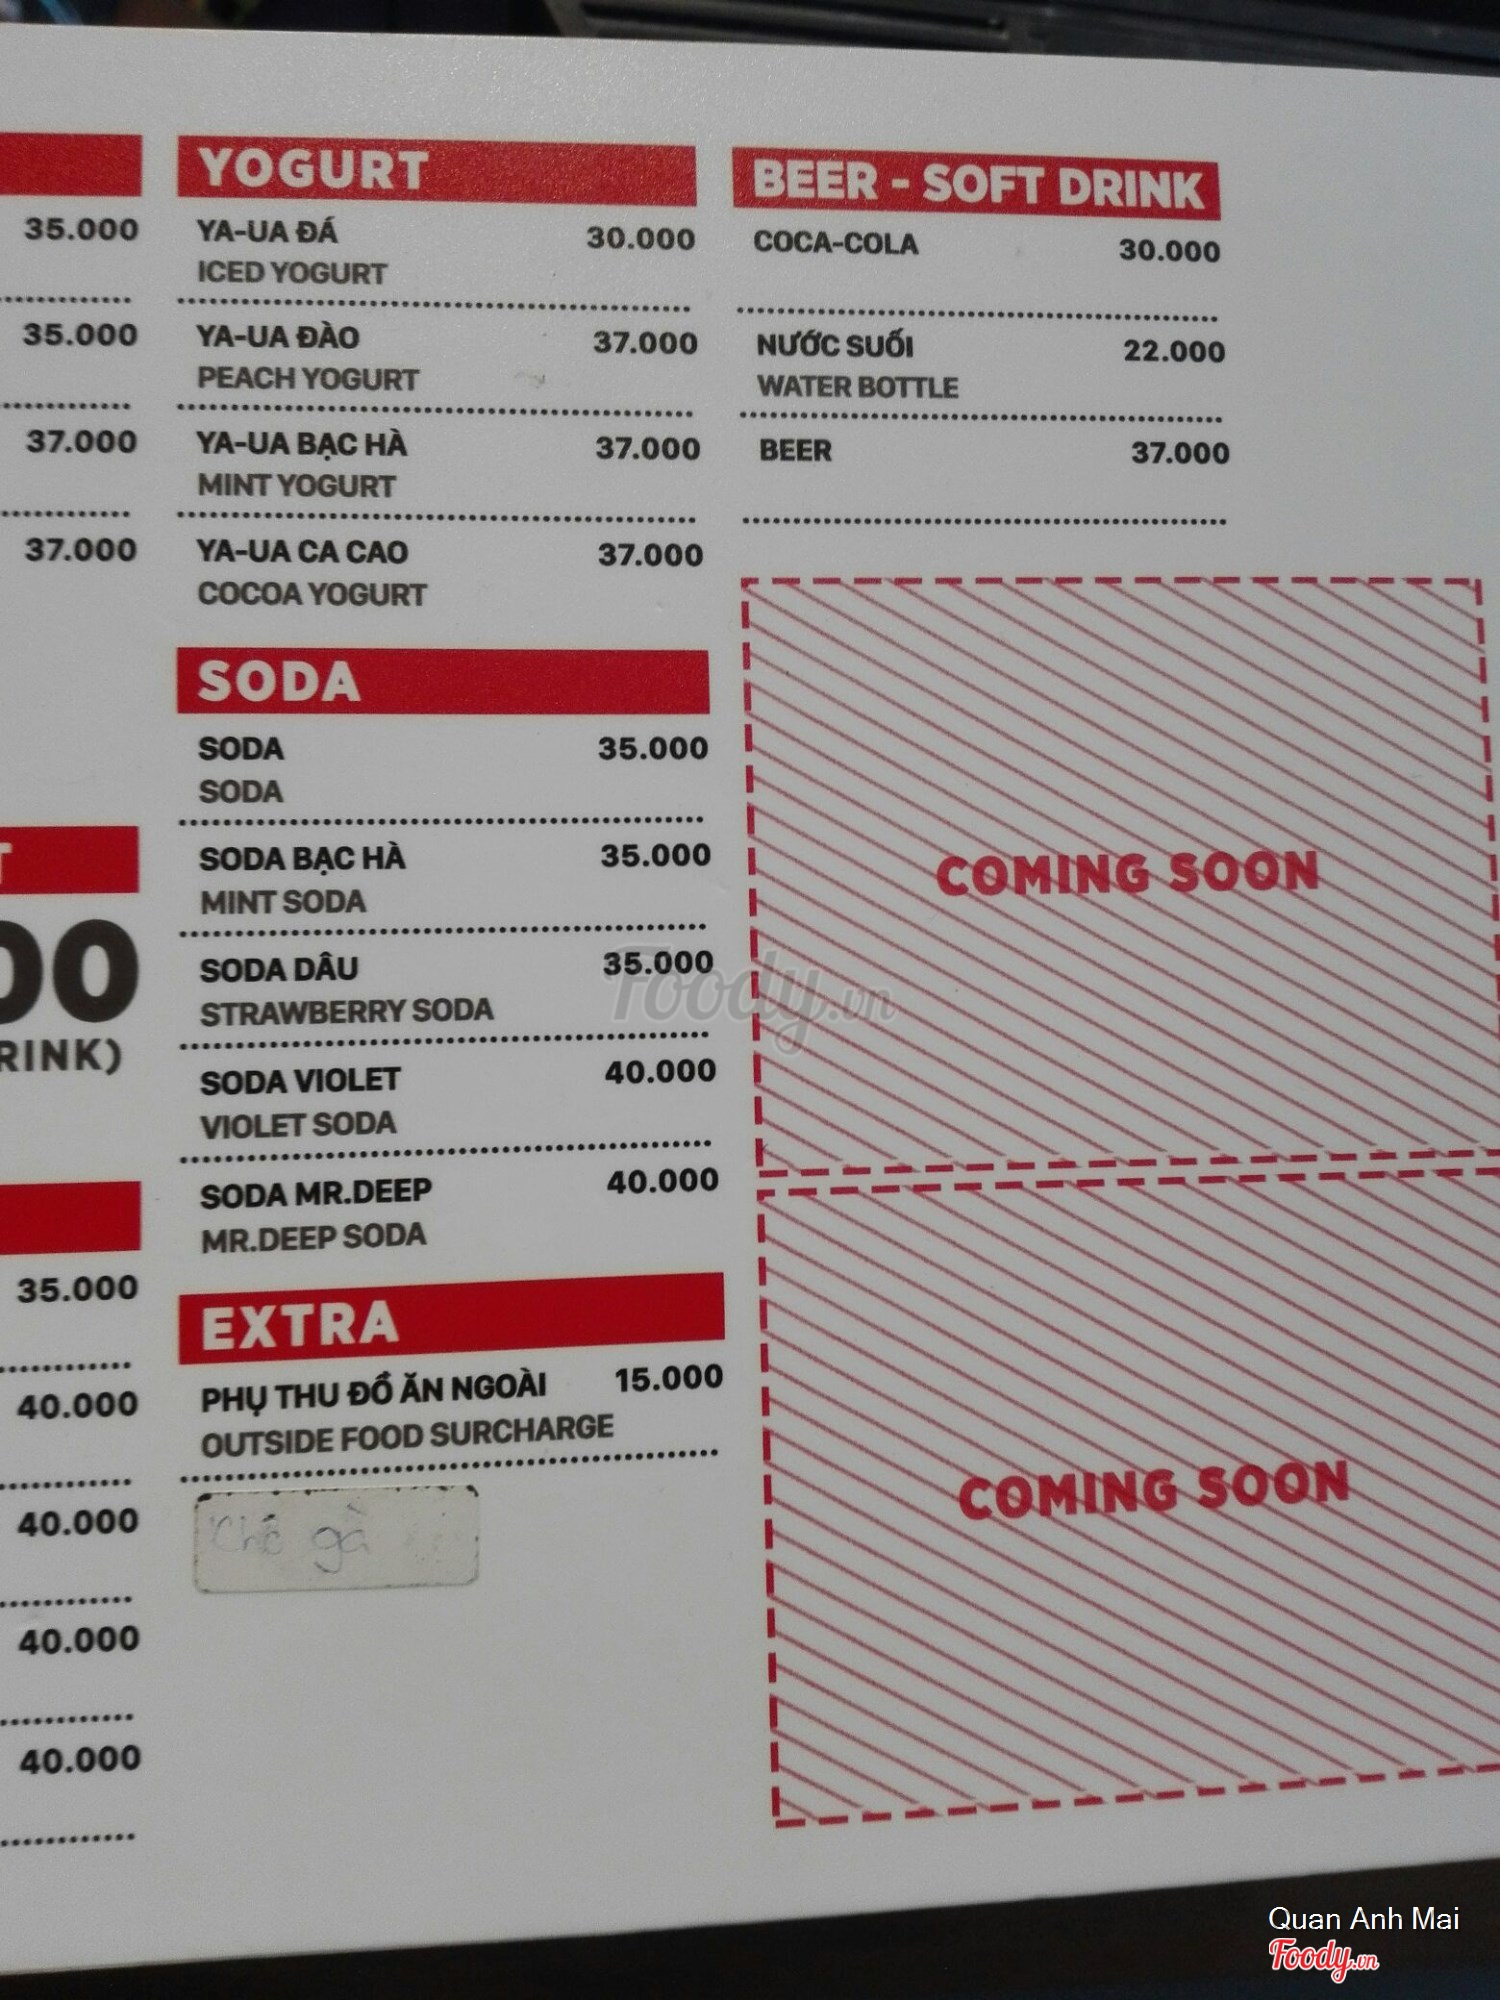 35.000
35.000
37.000
37.000
T
00
RINK)
35.000
40.000
40.000
40.000
40.000
YOGURT
YA-UA ĐÁ 30.000
ICED YOGURT
YA-UA ĐÀO 37.000
PEACH YOGURT
YA-UA BẠC HÀ 37.000
MINT YOGURT
YA-UA CA CAO 37.000
COCOA YOGURT
SODA
SODA 35.000
SODA
SODA BẠC HÀ 35.000
MINT SODA
SODA DÂU 35.000
STRAWBERRY SODA
SODA VIOLET 40.000
VIOLET SODA
SODA MR.DEEP 40.000
MR.DEEP SODA
EXTRA
PHỤ THU ĐỒ ĂN NGOÀI 15.000
OUTSIDE FOOD SURCHARGE
BEER - SOFT DRINK
COCA-COLA 30.000
NƯỚC SUỐI 22.000
WATER BOTTLE
BEER 37.000
COMING SOON
COMING SOON
Foody.vn
Quan Anh Mai
Foody.vn